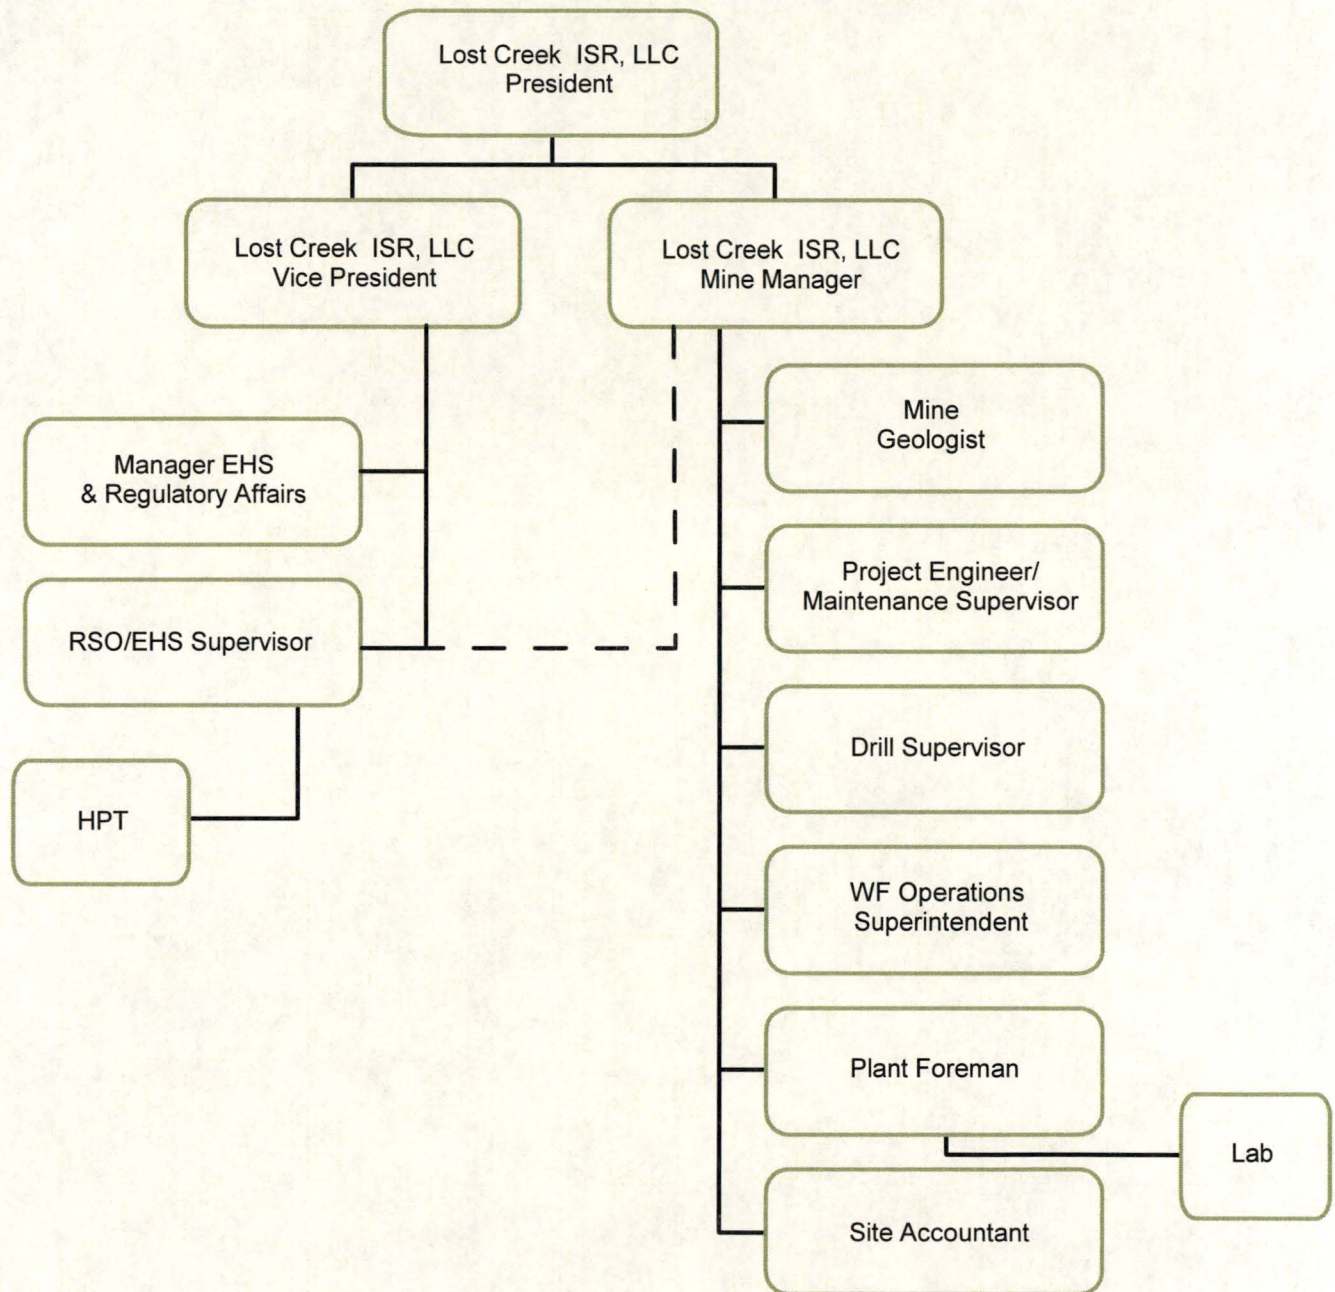 Lost Creek ISR, LLC
President
Lost Creek ISR, LLC
Vice President
Lost Creek ISR, LLC
Mine Manager
Manager EHS
& Regulatory Affairs
RSO/EHS Supervisor
HPT
Mine
Geologist
Project Engineer/
Maintenance Supervisor
Drill Supervisor
WF Operations
Superintendent
Plant Foreman
Lab
Site Accountant